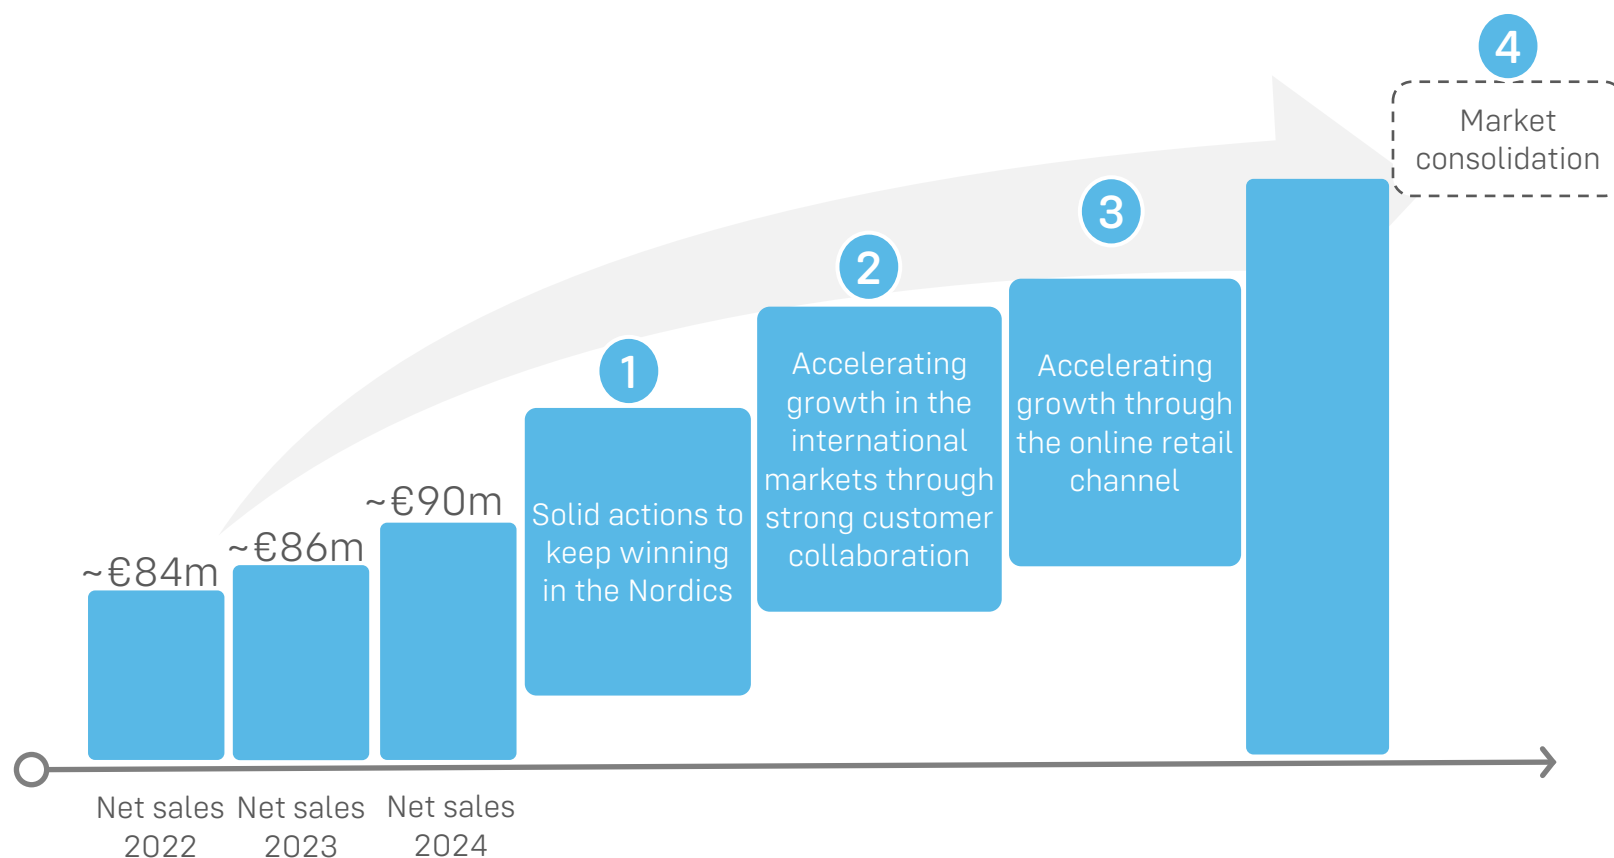 4
Market
consolidation
3
2
1
Accelerating
growth in the
international
markets through
strong customer
collaboration
Accelerating
growth through
the online retail
channel
Solid actions to
keep winning
in the Nordics
~€90m
~€86m
~€84m
Net sales
2022
Net sales
2023
Net sales
2024